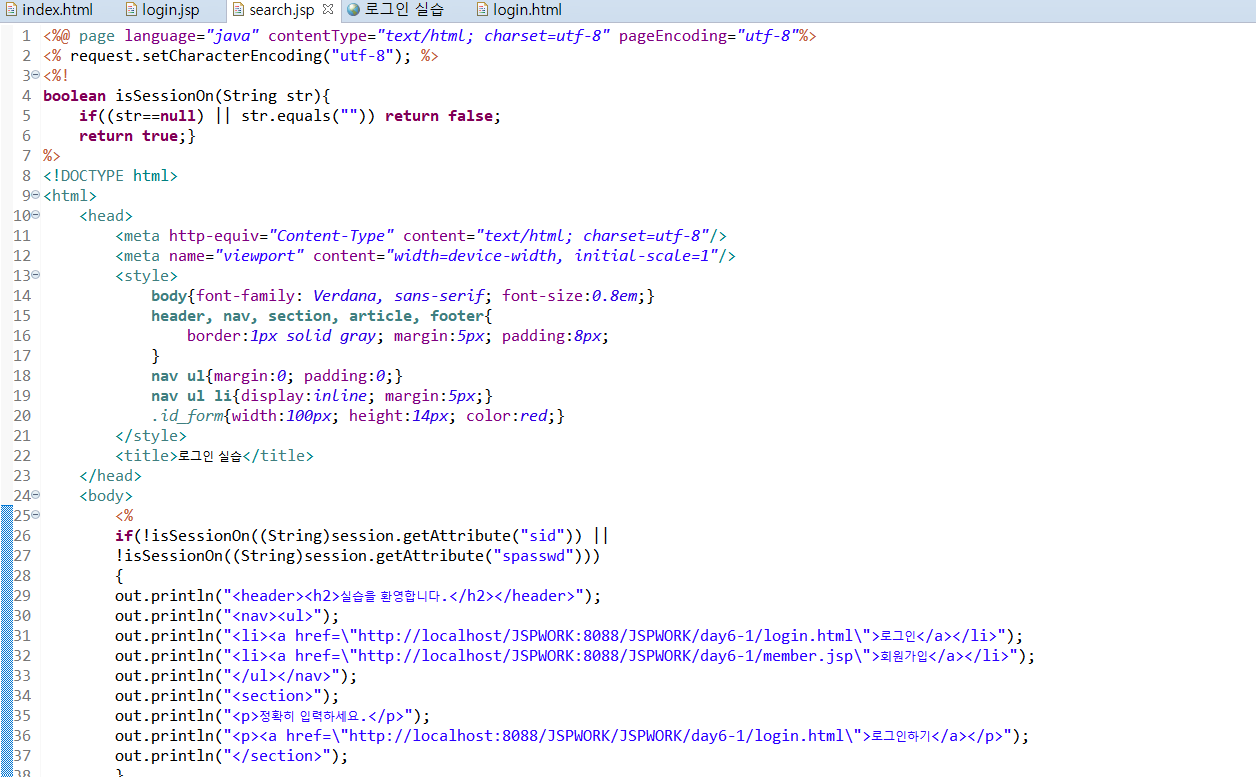 index.html login.jsp search.jsp 로그인 실습 login.html
1 <%@ page language="java" contentType="text/html; charset=utf-8" pageEncoding="utf-8"%>
2 <% request.setCharacterEncoding("utf-8"); %>
3 <%!
4 boolean isSessionOn(String str){
5 if((str==null) || str.equals("")) return false;
6 return true;}
7 %>
8 <!DOCTYPE html>
9 <html>
10 <head>
11 <meta http-equiv="Content-Type" content="text/html; charset=utf-8"/>
12 <meta name="viewport" content="width=device-width, initial-scale=1"/>
13 <style>
14 body{font-family: Verdana, sans-serif; font-size:0.8em;}
15 header, nav, section, article, footer{
16 border:1px solid gray; margin:5px; padding:8px;
17 }
18 nav ul{margin:0; padding:0;}
19 nav ul li{display:inline; margin:5px;}
20 .id_form{width:100px; height:14px; color:red;}
21 </style>
22 <title>로그인 실습</title>
23 </head>
24 <body>
25 <%
26 if(!isSessionOn((String)session.getAttribute("sid")) ||
27 !isSessionOn((String)session.getAttribute("spasswd")))
28 {
29 out.println("<header><h2>실습을 환영합니다.</h2></header>");
30 out.println("<nav><ul>");
31 out.println("<li><a href=\"http://localhost/JSPWORK:8088/JSPWORK/day6-1/login.html\">로그인</a></li>");
32 out.println("<li><a href=\"http://localhost/JSPWORK:8088/JSPWORK/day6-1/member.jsp\">회원가입</a></li>");
33 out.println("</ul></nav>");
34 out.println("<section>");
35 out.println("<p>정확히 입력하세요.</p>");
36 out.println("<p><a href=\"http://localhost:8088/JSPWORK/JSPWORK/day6-1/login.html\">로그인하기</a></p>");
37 out.println("</section>");
38 }